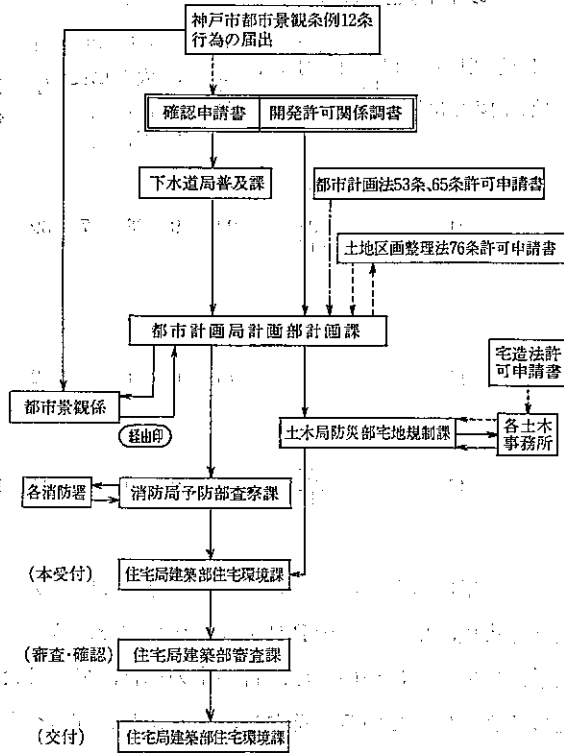 神戸市都市景観条例12条
行為の届出
確認申請書 開発許可関係調書
下水道局普及課
都市計画法53条、65条許可申請書
土地区画整理法76条許可申請書
都市計画局計画部計画課
宅造法許
可申請書
都市景観係
経由印
土木局防災部宅地規制課
各土木
事務所
各消防署
消防局予防部査察課
(本受付) 住宅局建築部住宅環境課
(審査・確認) 住宅局建築部審査課
(交付) 住宅局建築部住宅環境課